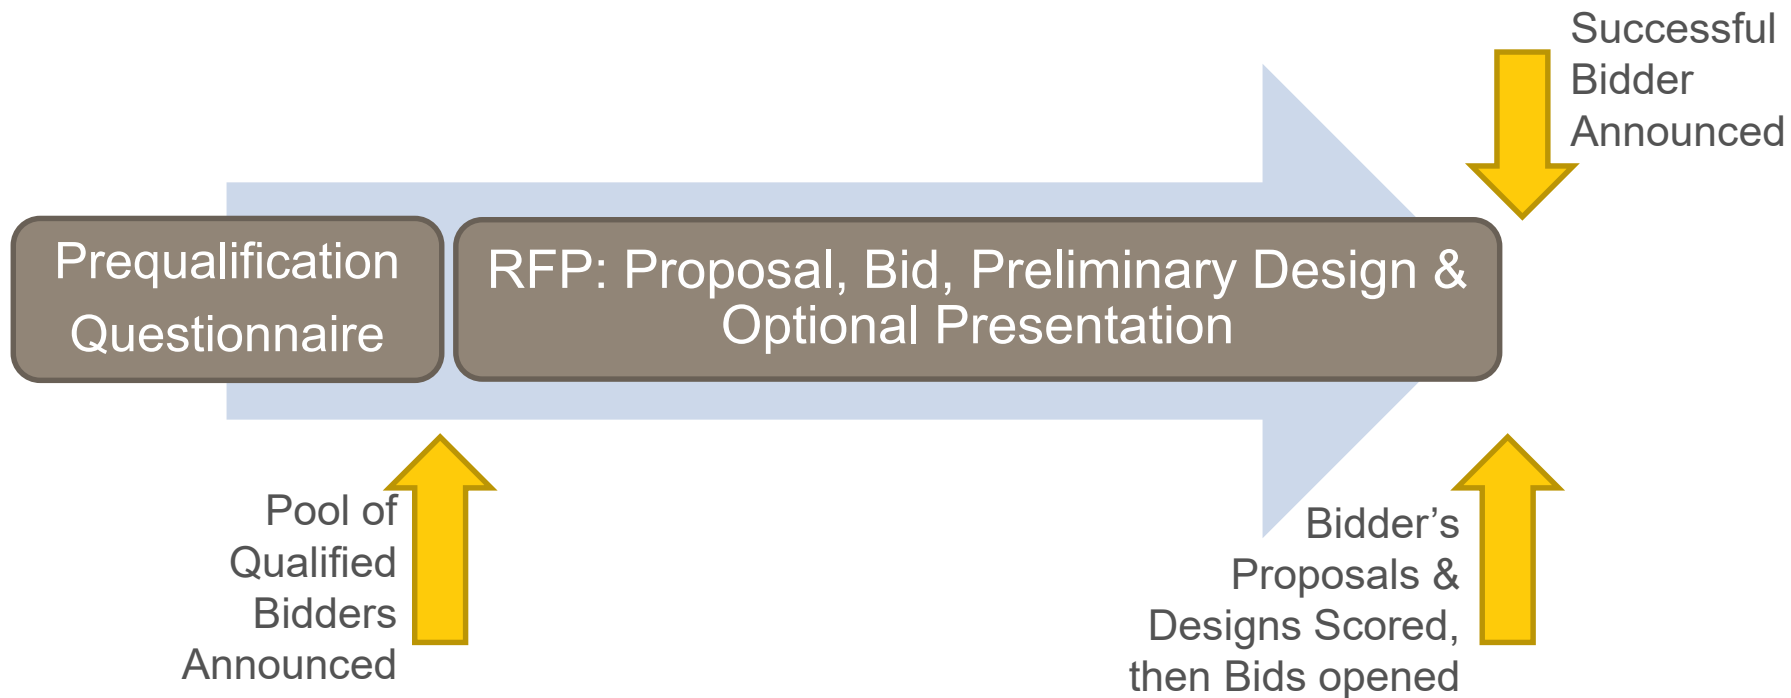 Successful
Bidder
Announced
Prequalification
Questionnaire
RFP: Proposal, Bid, Preliminary Design &
Optional Presentation
Pool of
Qualified
Bidders
Announced
Bidder’s
Proposals &
Designs Scored,
then Bids opened